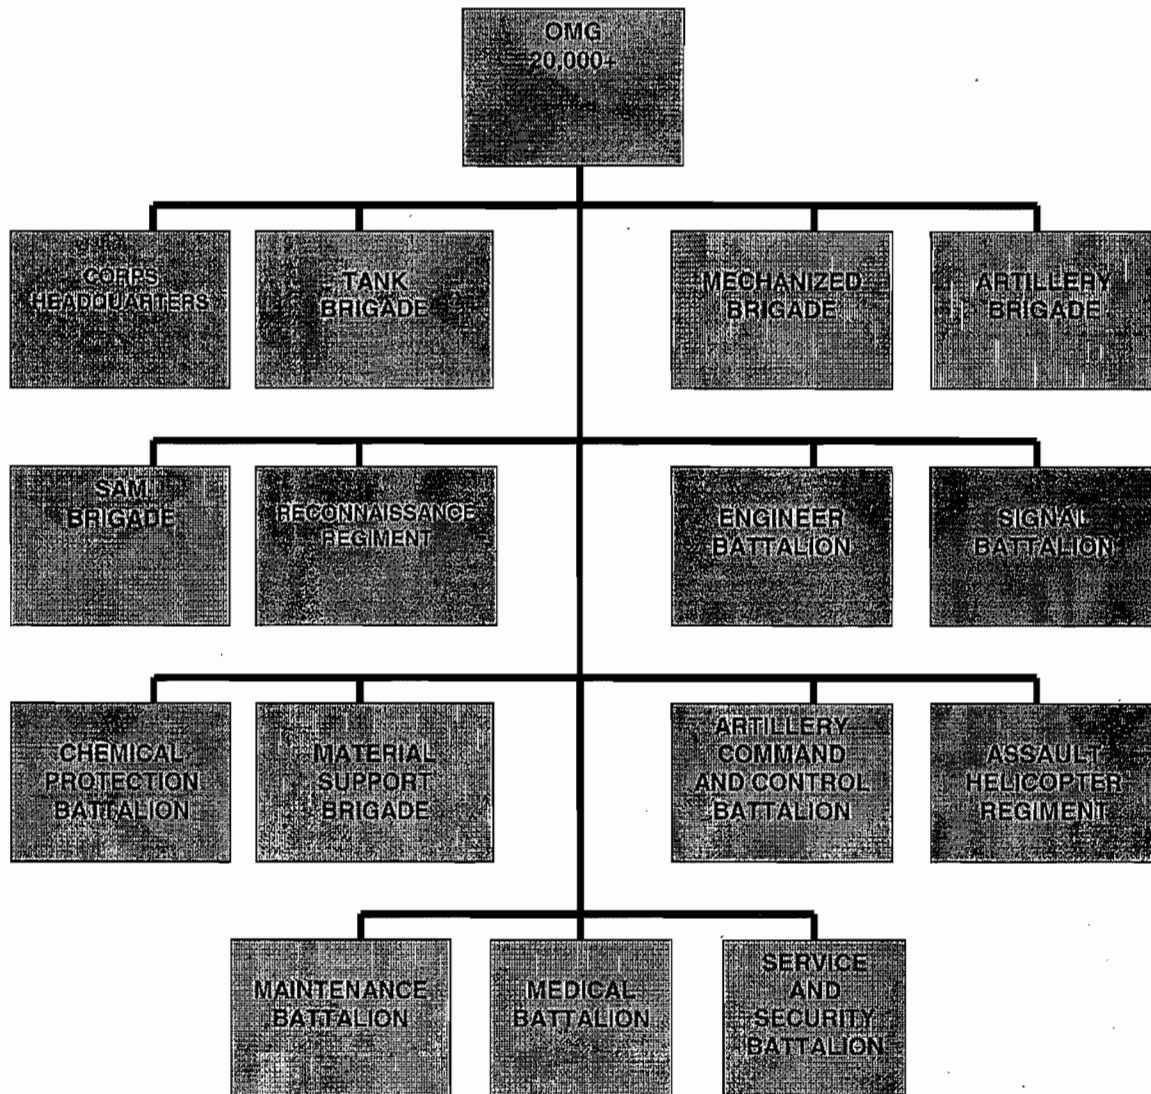 OMG
20,000+
CORPS
HEADQUARTERS
TANK
BRIGADE
MECHANIZED
BRIGADE
ARTILLERY
BRIGADE
SAM
BRIGADE
RECONNAISSANCE
REGIMENT
ENGINEER
BATTALION
SIGNAL
BATTALION
CHEMICAL
PROTECTION
BATTALION
MATERIAL
SUPPORT
BRIGADE
ARTILLERY
COMMAND
AND CONTROL
BATTALION
ASSAULT
HELICOPTER
REGIMENT
MAINTENANCE
BATTALION
MEDICAL
BATTALION
SERVICE
AND
SECURITY
BATTALION